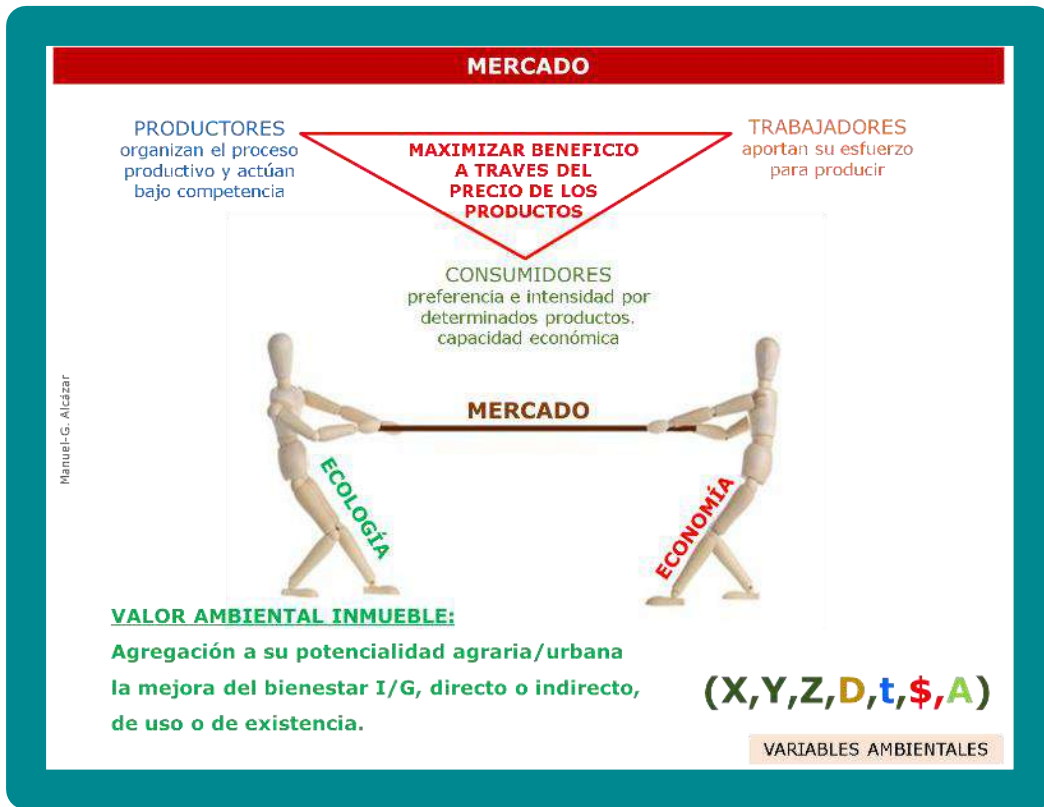 MERCADO
PRODUCTORES
organizan el proceso
productivo y actúan
bajo competencia
MAXIMIZAR BENEFICIO
A TRAVES DEL
PRECIO DE LOS
PRODUCTOS
TRABAJADORES
aportan su esfuerzo
para producir
CONSUMIDORES
preferencia e intensidad por
determinados productos.
capacidad económica
Manuel-G. Alcázar
MERCADO
ECOLOGÍA
ECONOMÍA
VALOR AMBIENTAL INMUEBLE:
Agregación a su potencialidad agraria/urbana
la mejora del bienestar I/G, directo o indirecto,
de uso o de existencia.
(X,Y,Z,D,t,$,A)
VARIABLES AMBIENTALES